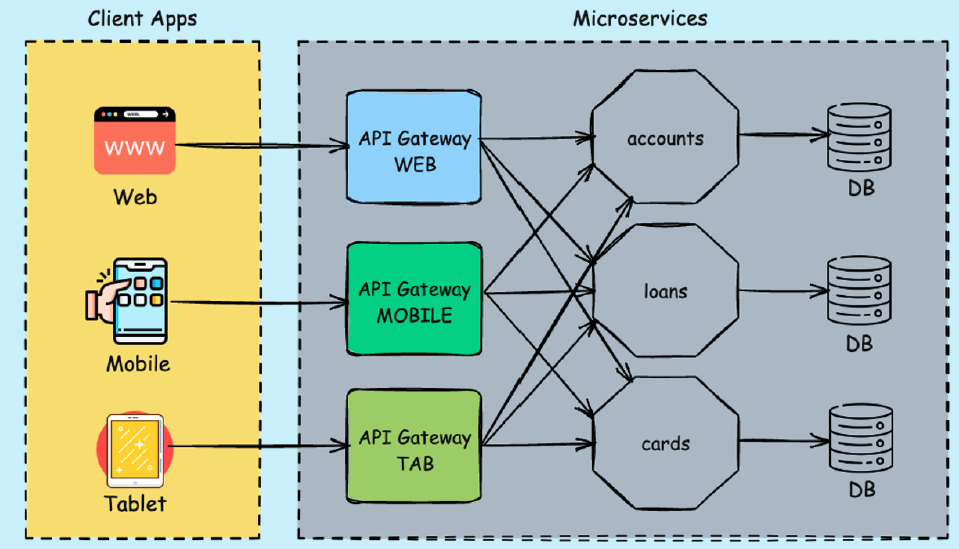 Client Apps
Microservices
WWW
Web
API Gateway
WEB
accounts
DB
Mobile
API Gateway
MOBILE
loans
DB
Tablet
API Gateway
TAB
cards
DB